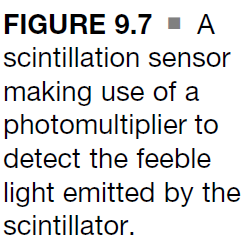 FIGURE 9.7 ■ A
scintillation sensor
making use of a
photomultiplier to
detect the feeble
light emitted by the
scintillator.